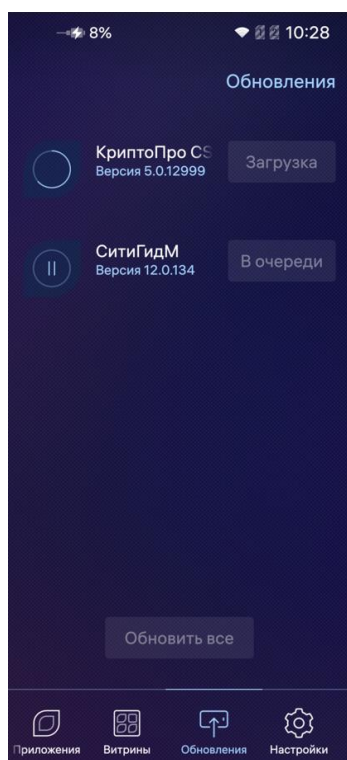 8%
10:28
Обновления
КриптоПро CS
Загрузка
Версия 5.0.12999
СитиГидМ
В очереди
Версия 12.0.134
Обновить все
Приложения Витрины Обновления Настройки